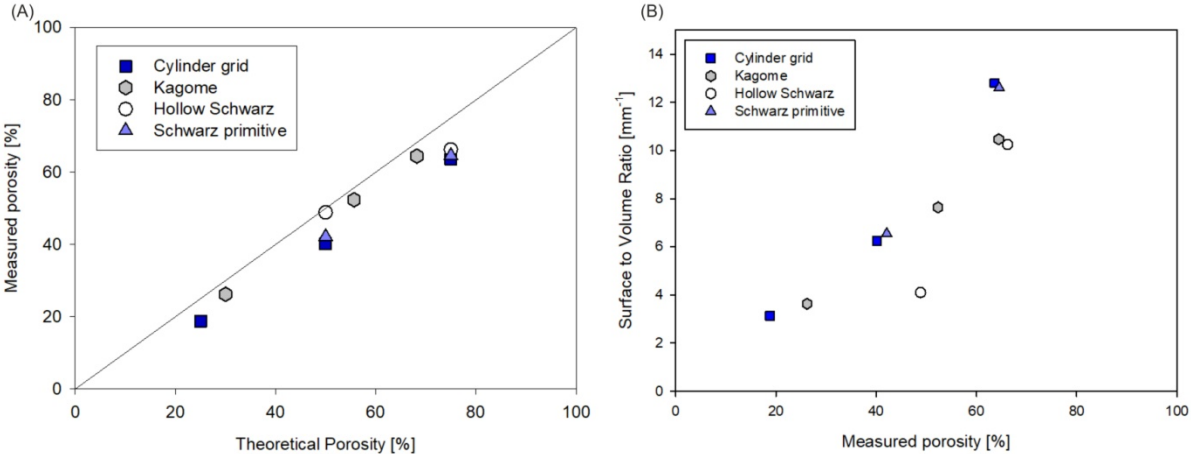 (A)
100
80
60
40
20
0
Measured porosity [%]
Cylinder grid
Kagome
Hollow Schwarz
Schwarz primitive
0 20 40 60 80 100
Theoretical Porosity [%]
(B)
14
12
10
8
6
4
2
0
Surface to Volume Ratio [mm⁻¹]
Cylinder grid
Kagome
Hollow Schwarz
Schwarz primitive
0 20 40 60 80 100
Measured porosity [%]